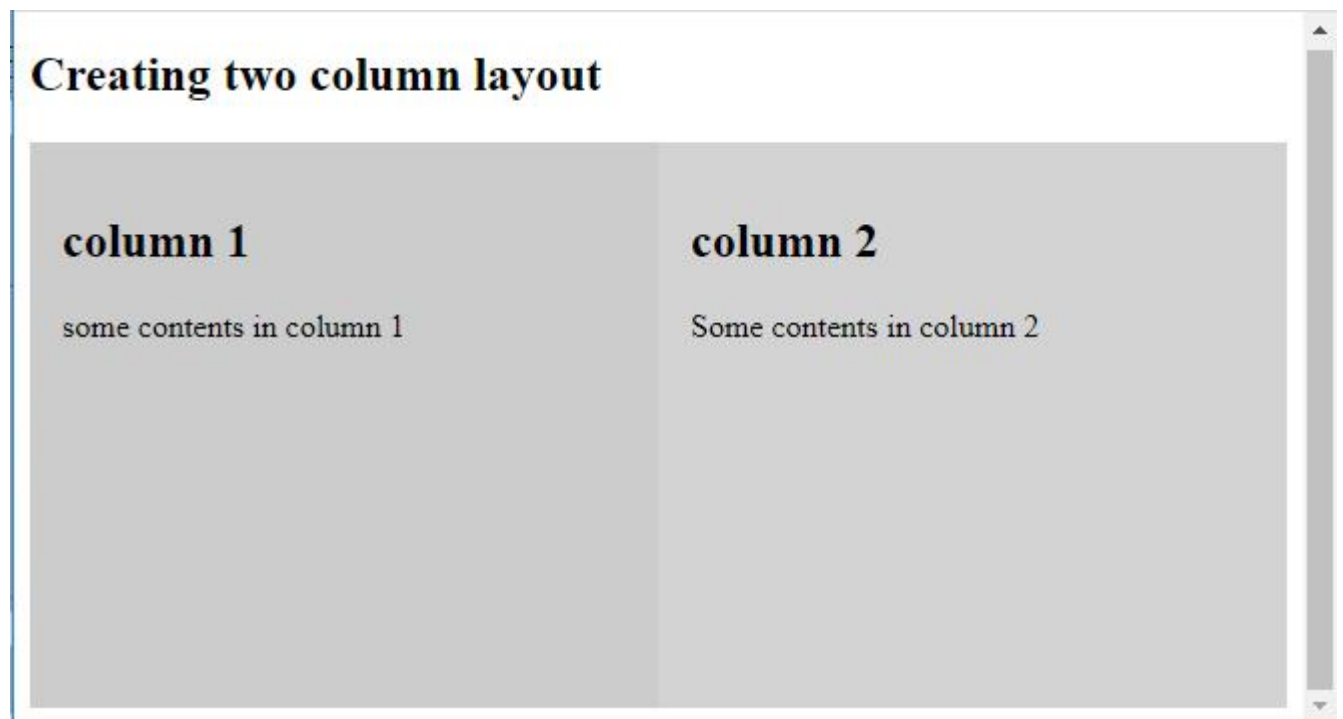 Creating two column layout
column 1
some contents in column 1
column 2
Some contents in column 2